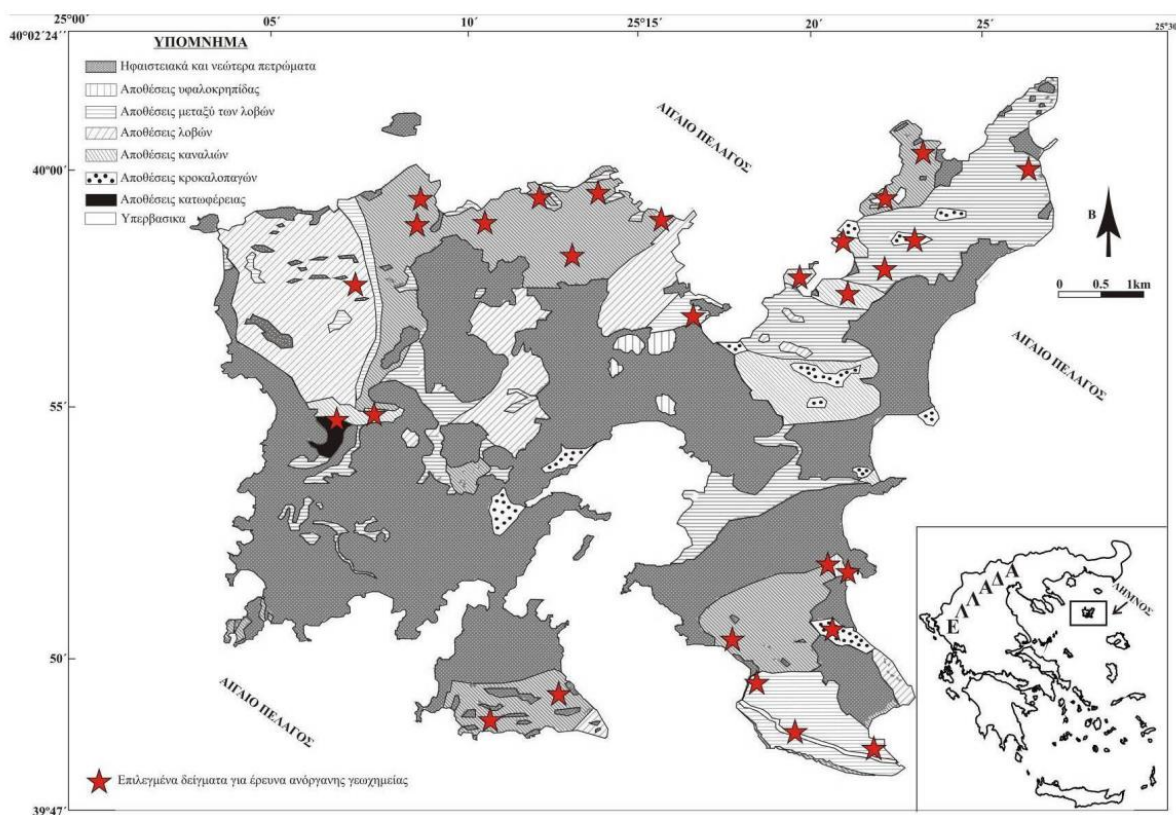 25°00´ 05´ 10´ 25°15´ 20´ 25´ 25°30
40°02΄24΄΄
ΥΠΟΜΝΗΜΑ
Ηφαιστειακά και νεώτερα πετρώματα
Αποθέσεις υφαλοκρηπίδας
Αποθέσεις μεταξύ των λοβών
Αποθέσεις λοβών
Αποθέσεις καναλιών
Αποθέσεις κροκαλοπαγών
Αποθέσεις κατωφέρειας
Υπερβασικα
ΑΙΓΑΙΟ ΠΕΛΑΓΟΣ
40°00´
Β
0 0.5 1km
ΑΙΓΑΙΟ ΠΕΛΑΓΟΣ
55´
ΕΛΛΑΔΑ
ΛΗΜΝΟΣ
50´
ΑΙΓΑΙΟ ΠΕΛΑΓΟΣ
Επιλεγμένα δείγματα για έρευνα ανόργανης γεωχημείας
39°47´